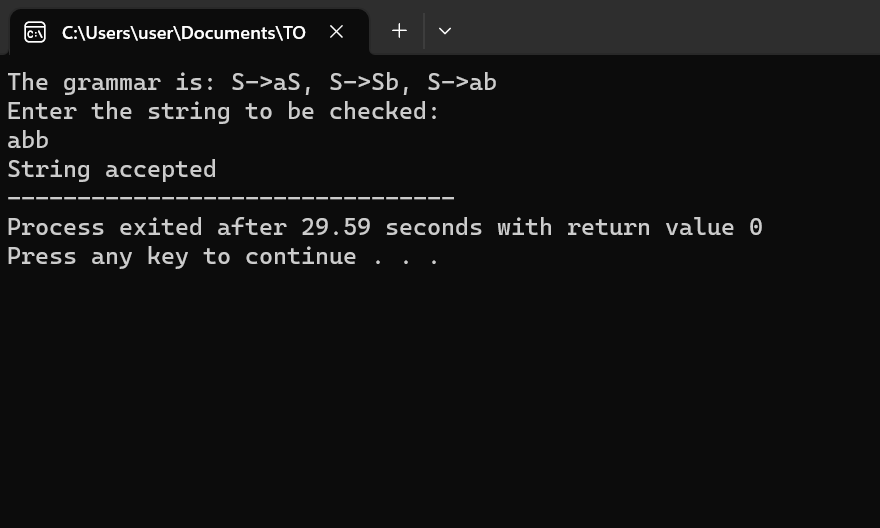 C:\Users\user\Documents\TO
The grammar is: S->aS, S->Sb, S->ab
Enter the string to be checked:
abb
String accepted
--------------------------------
Process exited after 29.59 seconds with return value 0
Press any key to continue . . .